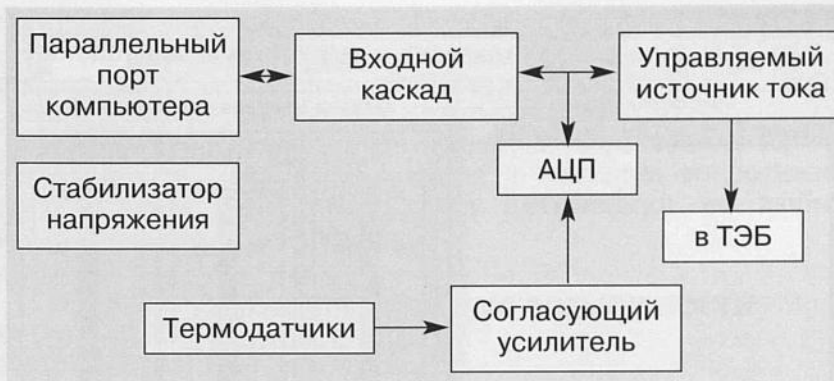 Параллельный
порт
компьютера
Входной
каскад
Управляемый
источник тока
Стабилизатор
напряжения
АЦП
в ТЭБ
Термодатчики
Согласующий
усилитель